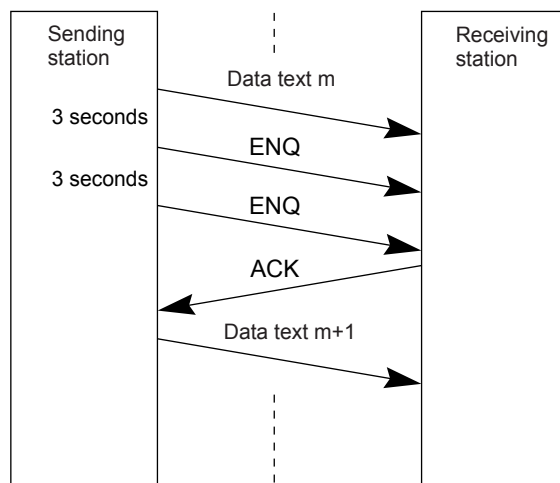 Sending
station
Receiving
station
Data text m
3 seconds
ENQ
3 seconds
ENQ
ACK
Data text m+1